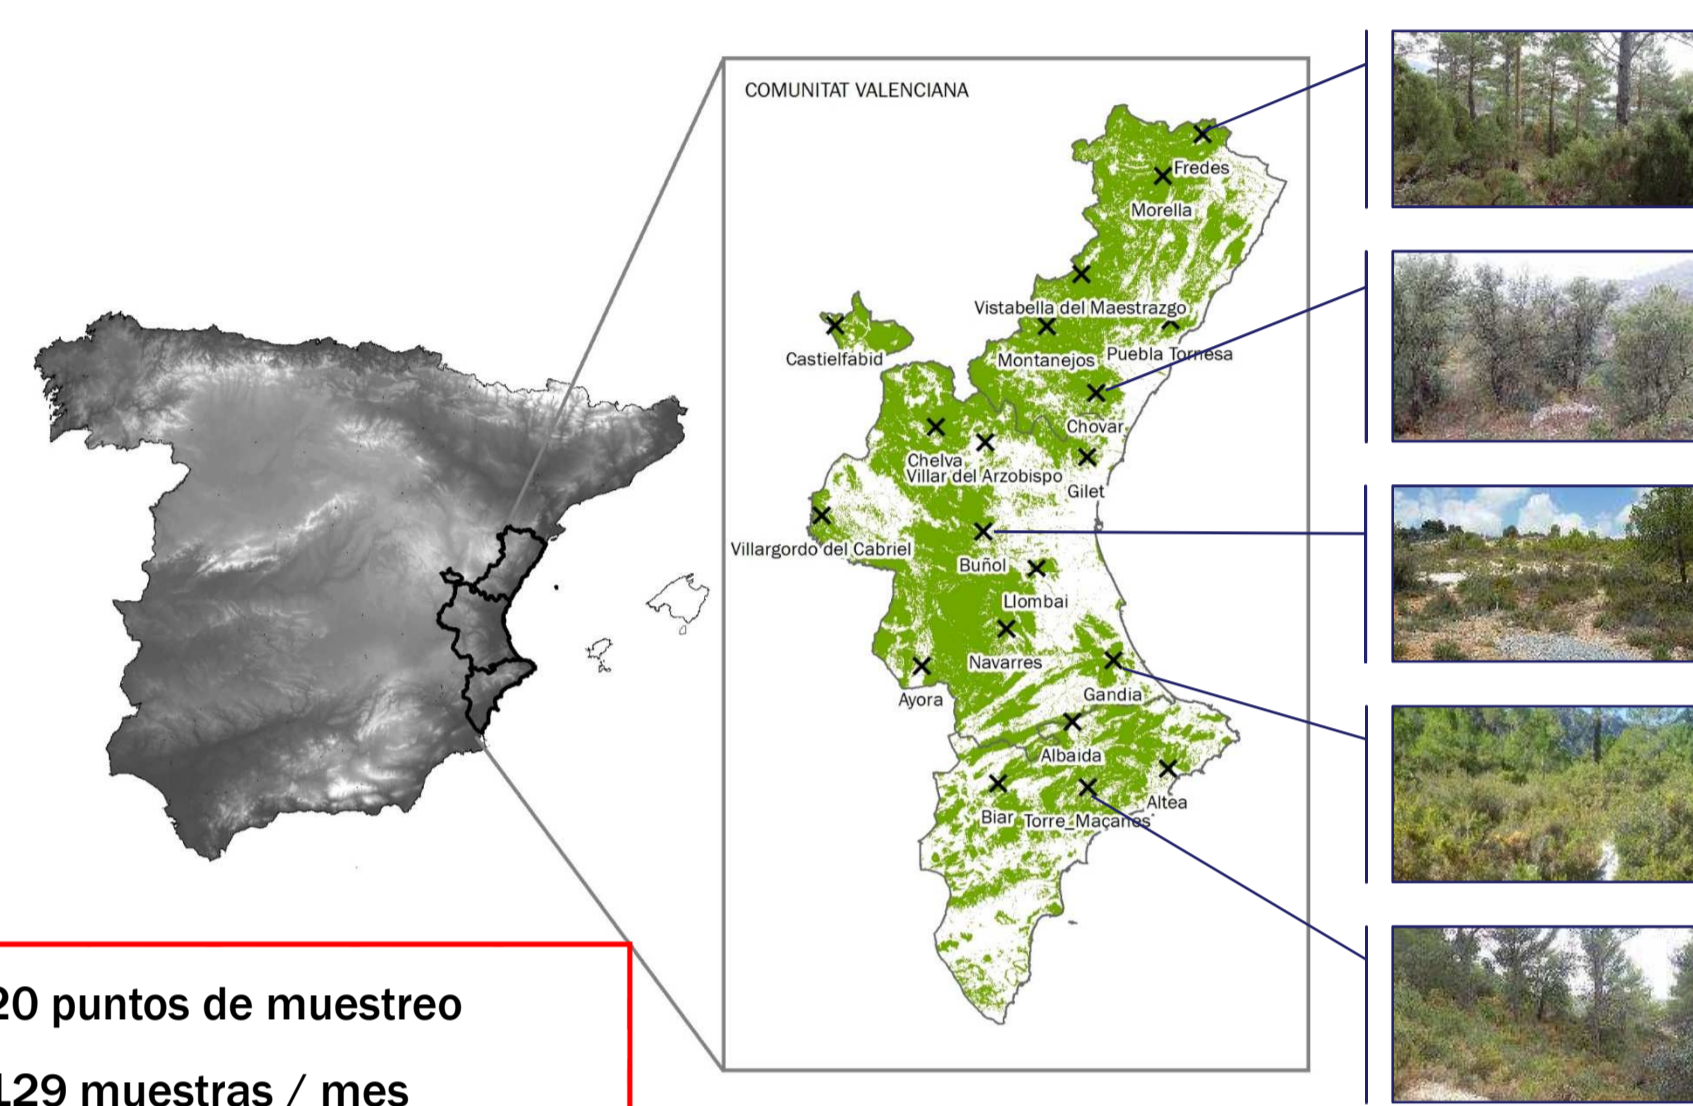 COMUNITAT VALENCIANA
Fredes
Morella
Vistabella del Maestrazgo
Castielfabid
Montanejos
Puebla Tornesa
Chovar
Chelva
Villar del Arzobispo
Gilet
Villargordo del Cabriel
Buñol
Llombai
Navarres
Ayora
Gandia
Albaida
Altea
Biar
Torre_Maçanes
20 puntos de muestreo
129 muestras / mes